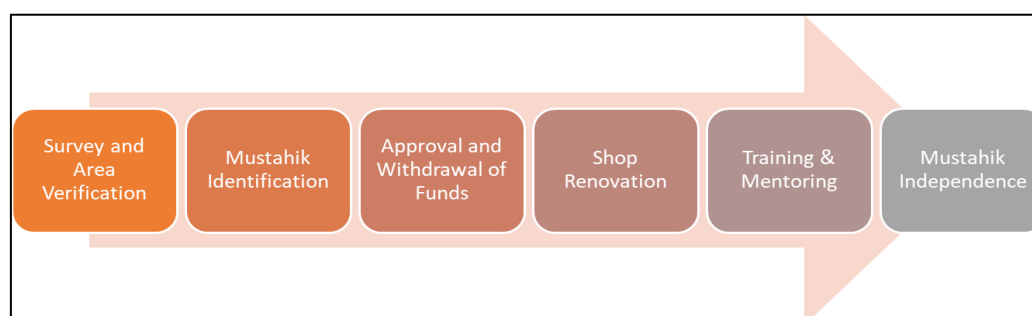 Survey and
Area
Verification
Mustahik
Identification
Approval and
Withdrawal of
Funds
Shop
Renovation
Training &
Mentoring
Mustahik
Independence